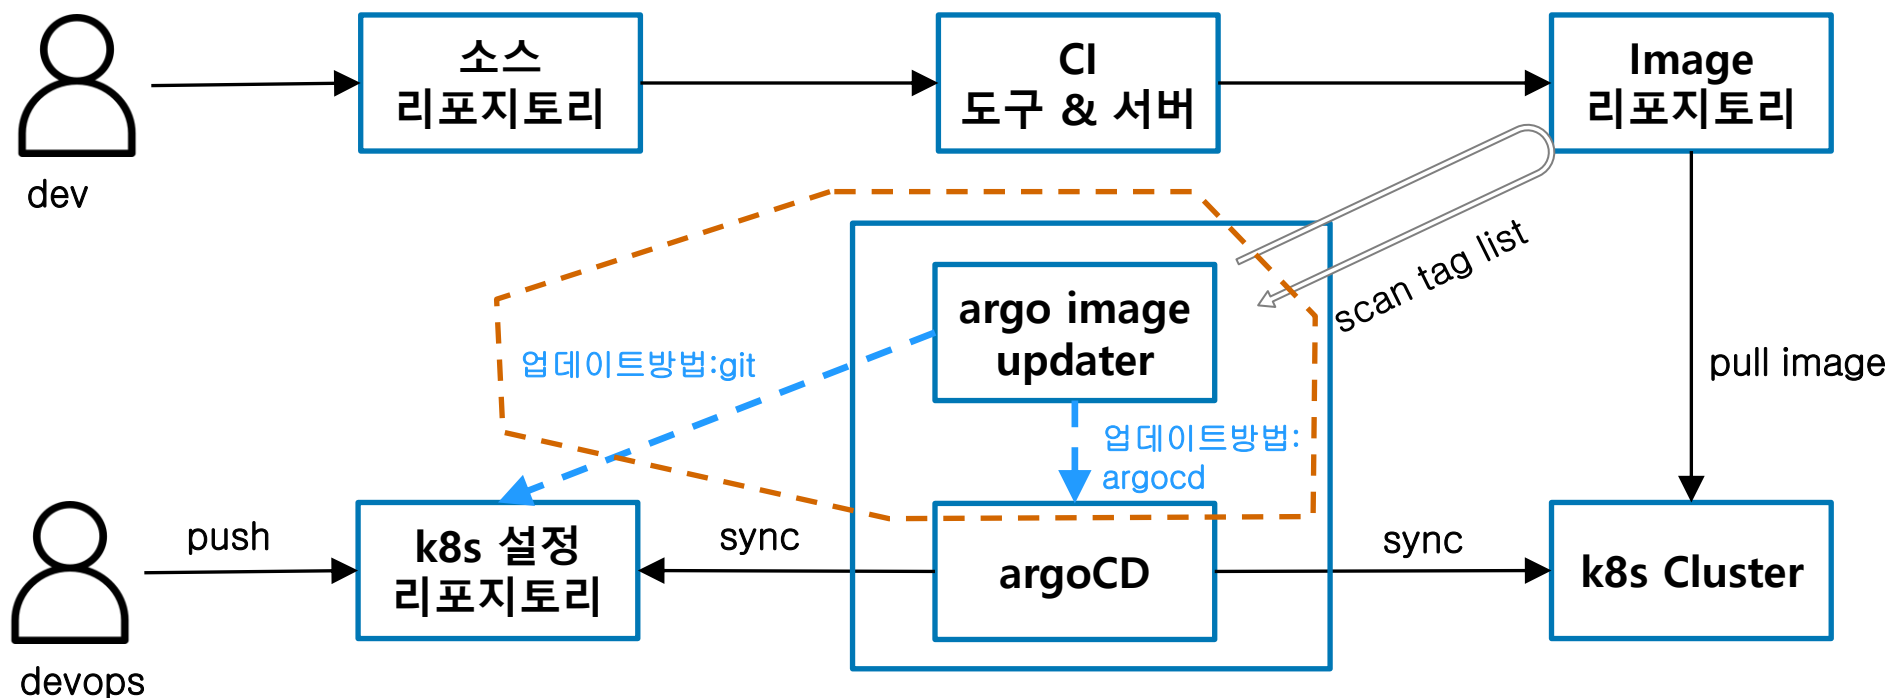 소스
리포지토리
CI
도구 & 서버
Image
리포지토리
dev
scan tag list
argo image
updater
업데이트방법:git
pull image
업데이트방법:
argocd
push
k8s 설정
리포지토리
sync
argoCD
sync
k8s Cluster
devops